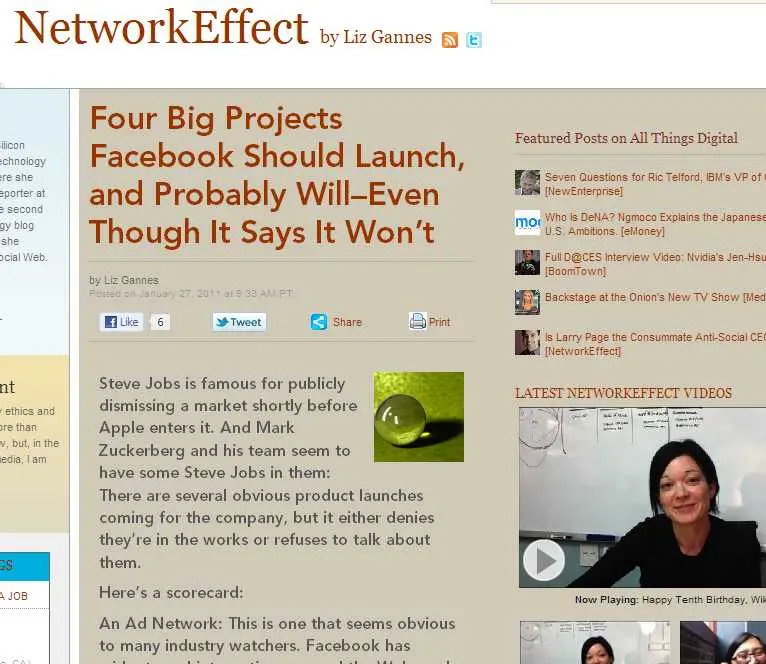 NetworkEffect by Liz Gannes
ilicon
echnology
ere she
eporter at
e second
gy blog
she
ocial Web.
nt
y ethics and
ore than
w, but, in the
nedia, I am
GS
A JOB
Four Big Projects
Facebook Should Launch,
and Probably Will–Even
Though It Says It Won't
by Liz Gannes
Posted on January 27, 2011 at 9:33 AM PT
Like 6 Tweet Share Print
Steve Jobs is famous for publicly
dismissing a market shortly before
Apple enters it. And Mark
Zuckerberg and his team seem to
have some Steve Jobs in them:
There are several obvious product launches
coming for the company, but it either denies
they're in the works or refuses to talk about
them.
Here's a scorecard:
An Ad Network: This is one that seems obvious
to many industry watchers. Facebook has
Featured Posts on All Things Digital
Seven Questions for Ric Telford, IBM's VP of
[NewEnterprise]
Who Is DeNA? Ngmoco Explains the Japanese
U.S. Ambitions. [eMoney]
Full D@CES Interview Video: Nvidia's Jen-Hsu
[BoomTown]
Backstage at the Onion's New TV Show [Med
Is Larry Page the Consummate Anti-Social CEO
[NetworkEffect]
LATEST NETWORKEFFECT VIDEOS
Now Playing: Happy Tenth Birthday, Wik